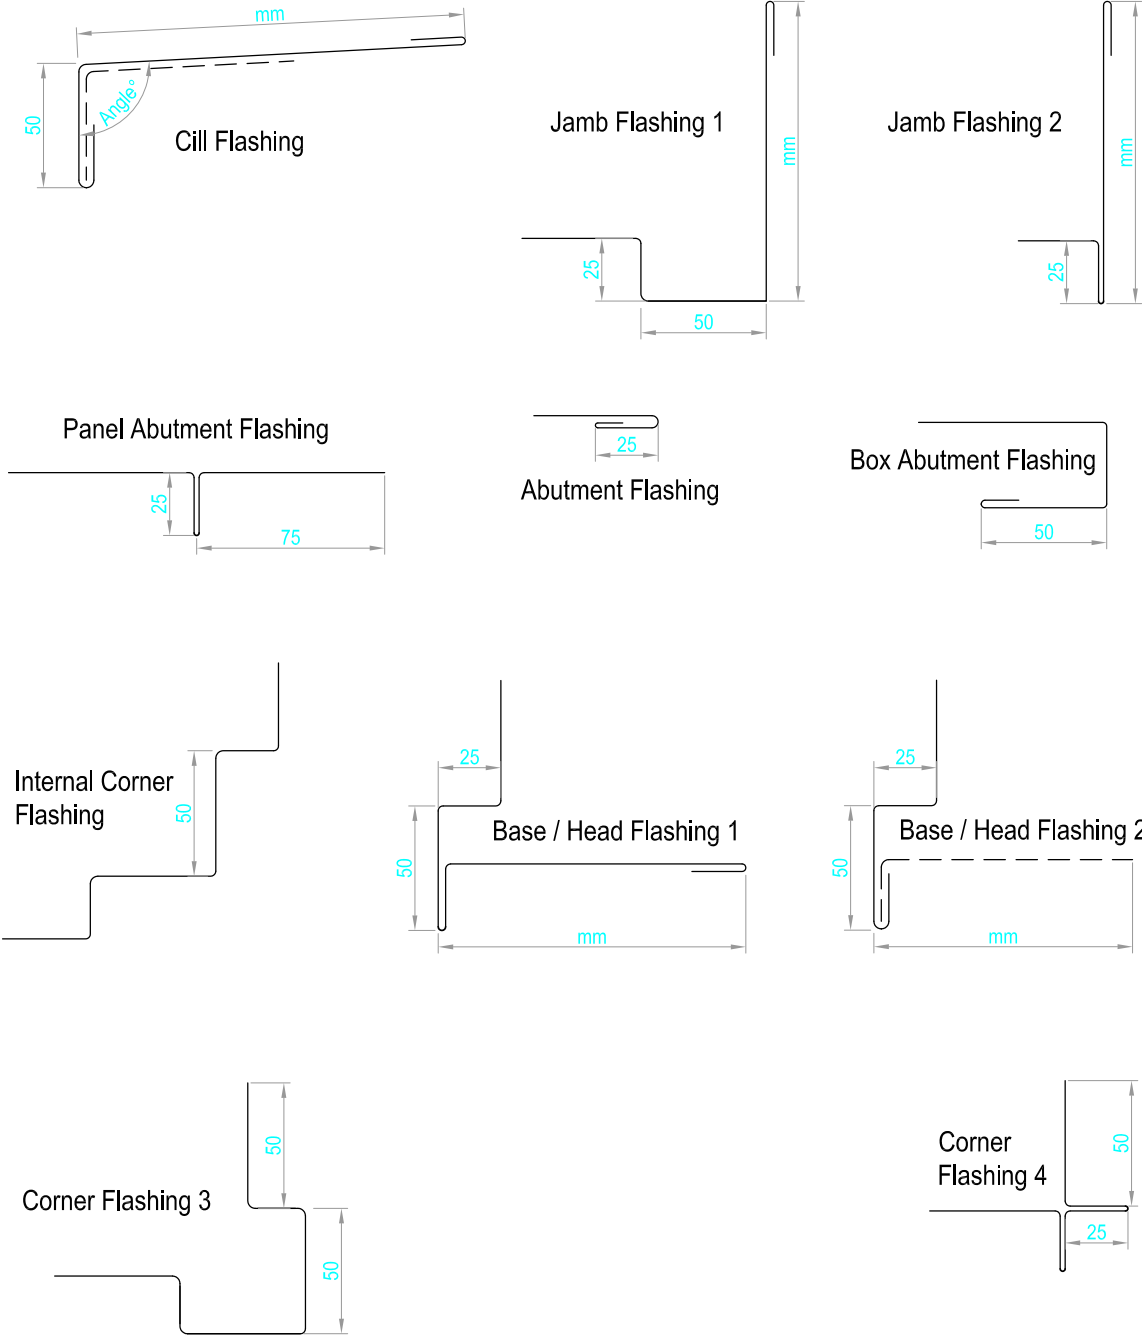 mm
50
Angle°
Cill Flashing
Jamb Flashing 1
mm
25
50
Jamb Flashing 2
mm
25
Panel Abutment Flashing
25
75
25
Abutment Flashing
Box Abutment Flashing
50
Internal Corner
Flashing
50
25
Base / Head Flashing 1
50
mm
25
Base / Head Flashing 2
50
mm
50
Corner Flashing 3
50
Corner
Flashing 4
50
25